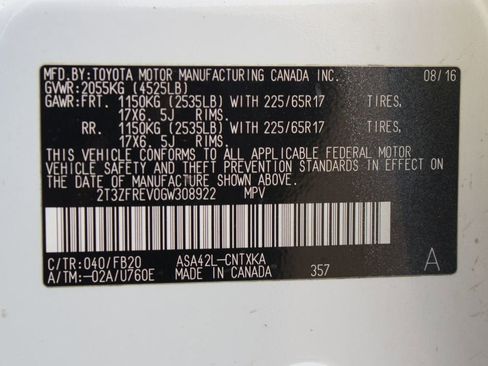 MFD.BY:TOYOTA MOTOR MANUFACTURING CANADA INC. 08/16
GVWR:2055KG (4525LB)
GAWR:FRT. 1150KG (2535LB) WITH 225/65R17 TIRES,
17X6. 5J RIMS.
RR. 1150KG (2535LB) WITH 225/65R17 TIRES,
17X6. 5J RIMS.
THIS VEHICLE CONFORMS TO ALL APPLICABLE FEDERAL MOTOR
VEHICLE SAFETY AND THEFT PREVENTION STANDARDS IN EFFECT ON
THE DATE OF MANUFACTURE SHOWN ABOVE.
2T3ZFREV0GW308922 MPV
C/TR:040/FB20 ASA42L-CNTXKA
A/TM:-02A/U760E MADE IN CANADA 357 A